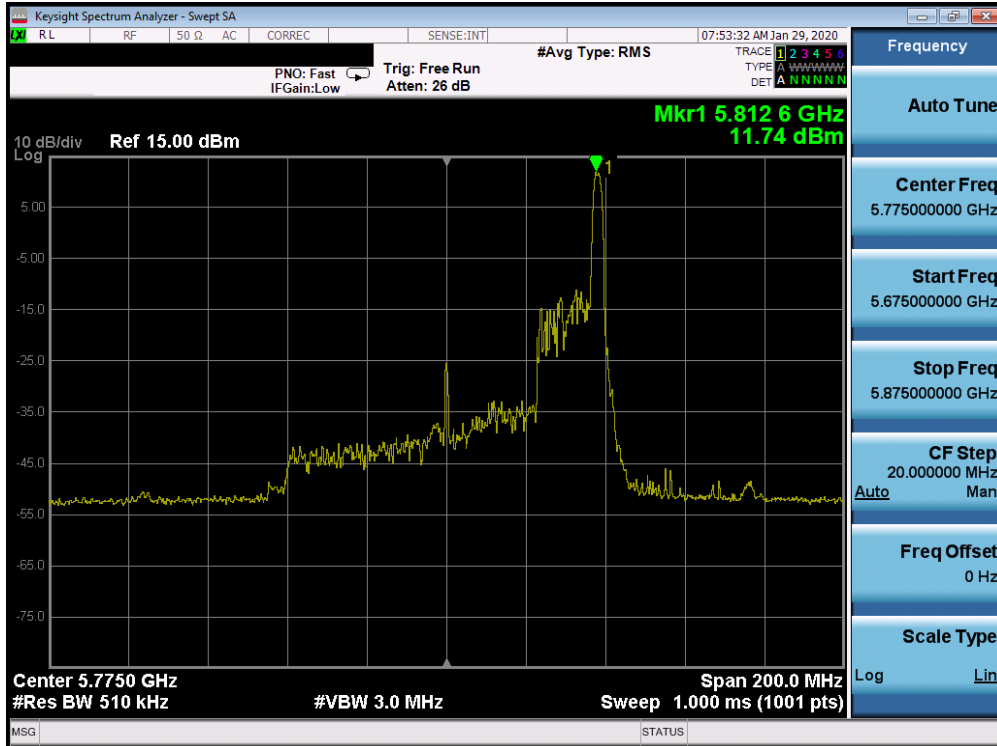 Keysight Spectrum Analyzer - Swept SA
LXI RL RF 50 Ω AC CORREC SENSE:INT 07:53:32 AM Jan 29, 2020
Frequency
#Avg Type: RMS TRACE 1 2 3 4 5 6
PNO: Fast Trig: Free Run TYPE A WWWWW
IFGain:Low Atten: 26 dB DET A N N N N N
Auto Tune
Mkr1 5.812 6 GHz
10 dB/div Ref 15.00 dBm 11.74 dBm
Log
1
Center Freq
5.775000000 GHz
5.00
-5.00
Start Freq
5.675000000 GHz
-15.0
-25.0
Stop Freq
5.875000000 GHz
-35.0
-45.0
CF Step
20.000000 MHz
Auto Man
-55.0
Freq Offset
0 Hz
-65.0
-75.0
Scale Type
Log Lin
Center 5.7750 GHz Span 200.0 MHz
#Res BW 510 kHz #VBW 3.0 MHz Sweep 1.000 ms (1001 pts)
MSG STATUS